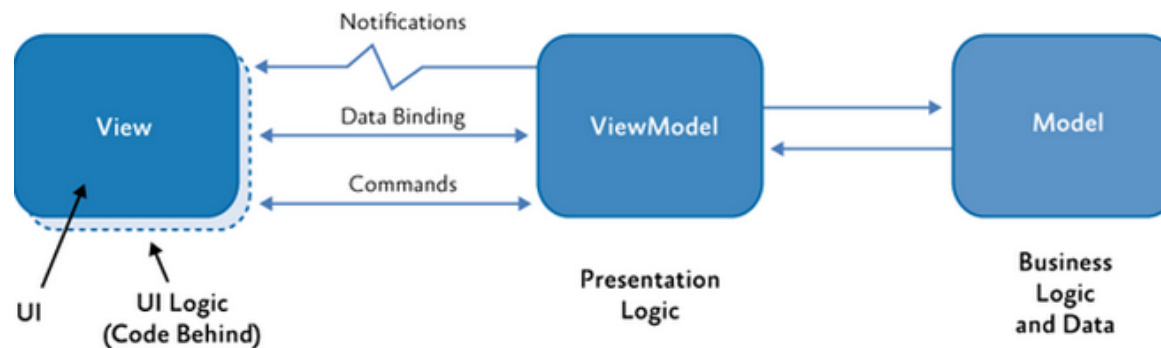 Notifications
View
Data Binding
ViewModel
Model
Commands
UI
UI Logic
(Code Behind)
Presentation
Logic
Business
Logic
and Data